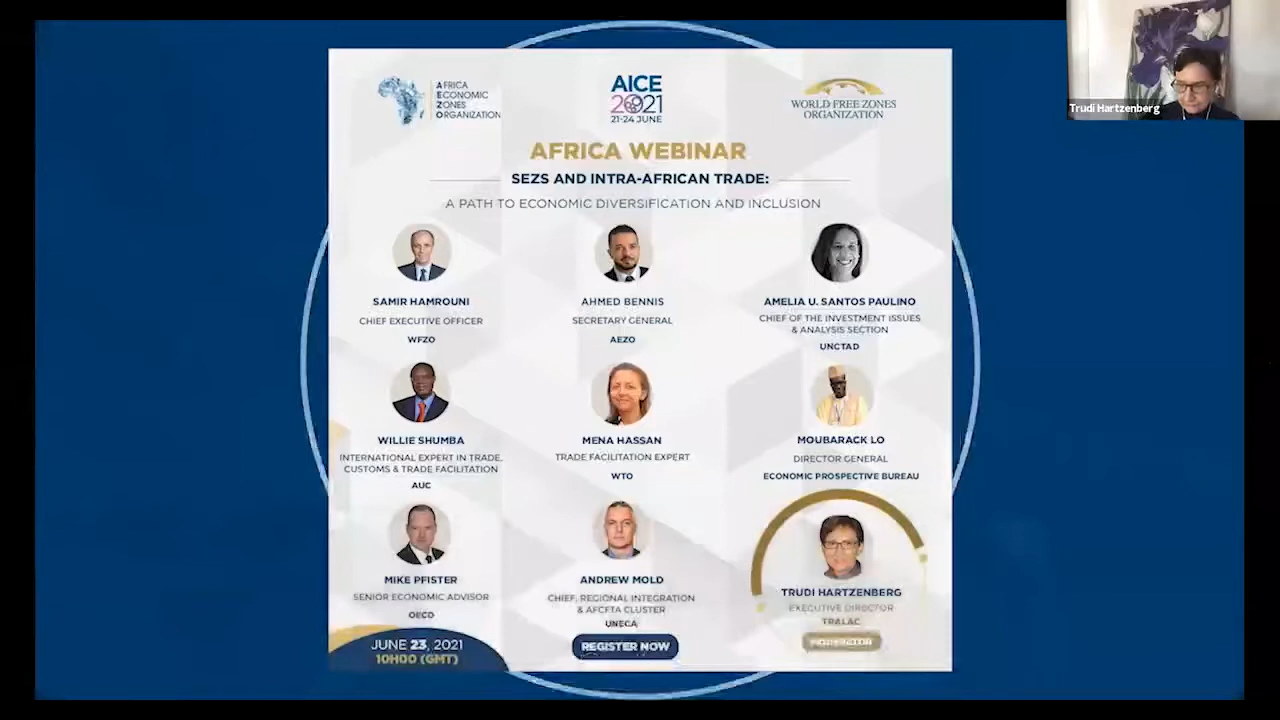 Trudi Hartzenberg
AFRICA
ECONOMIC
ZONES
ORGANIZATION
AICE
2021
21-24 JUNE
WORLD FREE ZONES
ORGANIZATION
AFRICA WEBINAR
SEZS AND INTRA-AFRICAN TRADE:
A PATH TO ECONOMIC DIVERSIFICATION AND INCLUSION
SAMIR HAMROUNI
CHIEF EXECUTIVE OFFICER
WFZO
AHMED BENNIS
SECRETARY GENERAL
AEZO
AMELIA U. SANTOS PAULINO
CHIEF OF THE INVESTMENT ISSUES
& ANALYSIS SECTION
UNCTAD
WILLIE SHUMBA
INTERNATIONAL EXPERT IN TRADE,
CUSTOMS & TRADE FACILITATION
AUC
MENA HASSAN
TRADE FACILITATION EXPERT
WTO
MOUBARACK LO
DIRECTOR GENERAL
ECONOMIC PROSPECTIVE BUREAU
MIKE PFISTER
SENIOR ECONOMIC ADVISOR
OECD
ANDREW MOLD
CHIEF, REGIONAL INTEGRATION
& AFCFTA CLUSTER
UNECA
TRUDI HARTZENBERG
EXECUTIVE DIRECTOR
TRALAC
MODERATOR
JUNE 23, 2021
10H00 (GMT)
REGISTER NOW